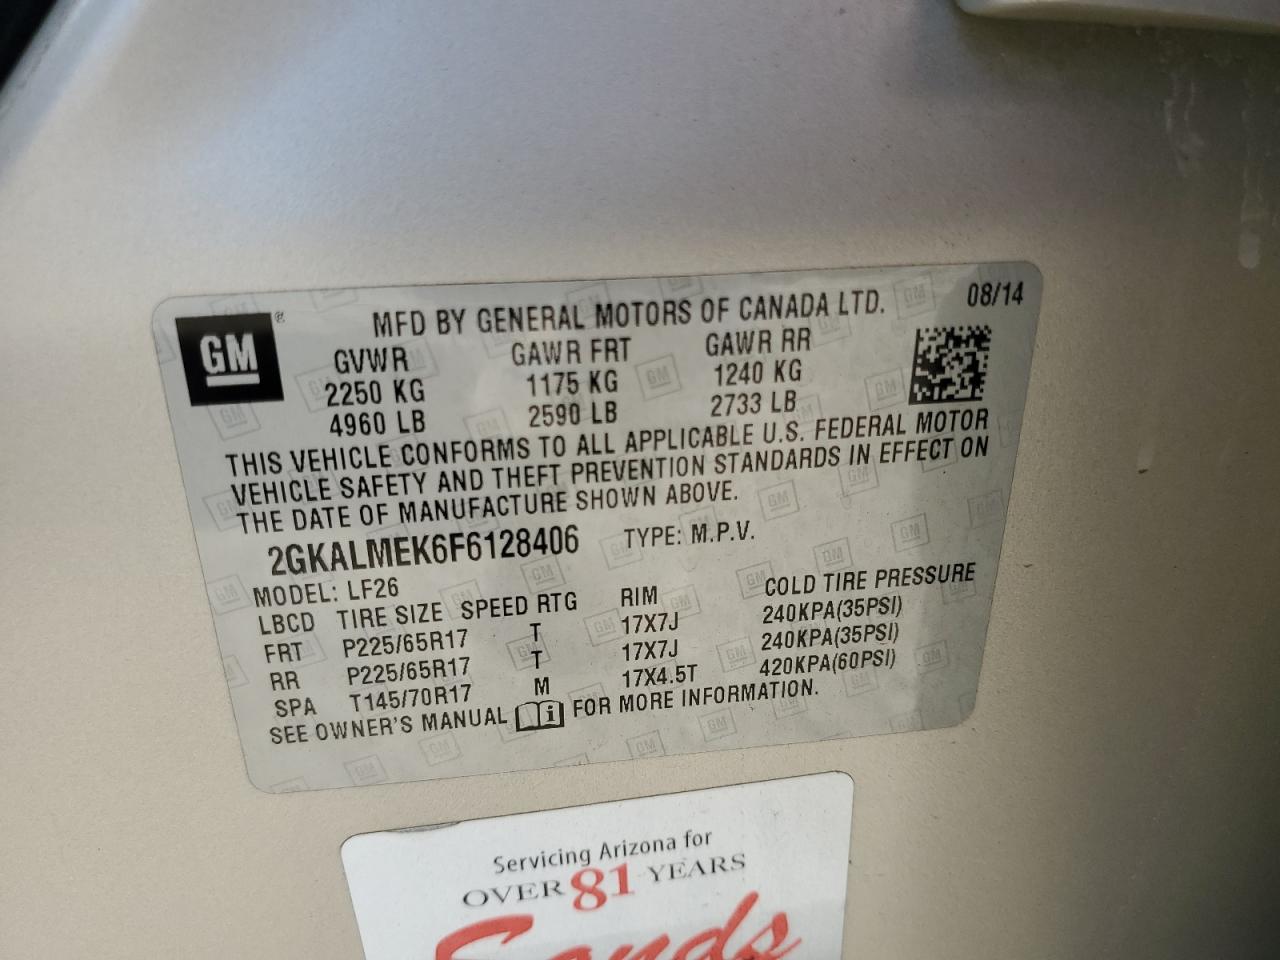 GM ®
MFD BY GENERAL MOTORS OF CANADA LTD. 08/14
GVWR GAWR FRT GAWR RR
2250 KG 1175 KG 1240 KG
4960 LB 2590 LB 2733 LB
THIS VEHICLE CONFORMS TO ALL APPLICABLE U.S. FEDERAL MOTOR
VEHICLE SAFETY AND THEFT PREVENTION STANDARDS IN EFFECT ON
THE DATE OF MANUFACTURE SHOWN ABOVE.
2GKALMEK6F6128406 TYPE: M.P.V.
MODEL: LF26
LBCD TIRE SIZE SPEED RTG RIM COLD TIRE PRESSURE
FRT P225/65R17 T 17X7J 240KPA(35PSI)
RR P225/65R17 T 17X7J 240KPA(35PSI)
SPA T145/70R17 M 17X4.5T 420KPA(60PSI)
SEE OWNER'S MANUAL i FOR MORE INFORMATION.
Servicing Arizona for
OVER 81 YEARS
Sands